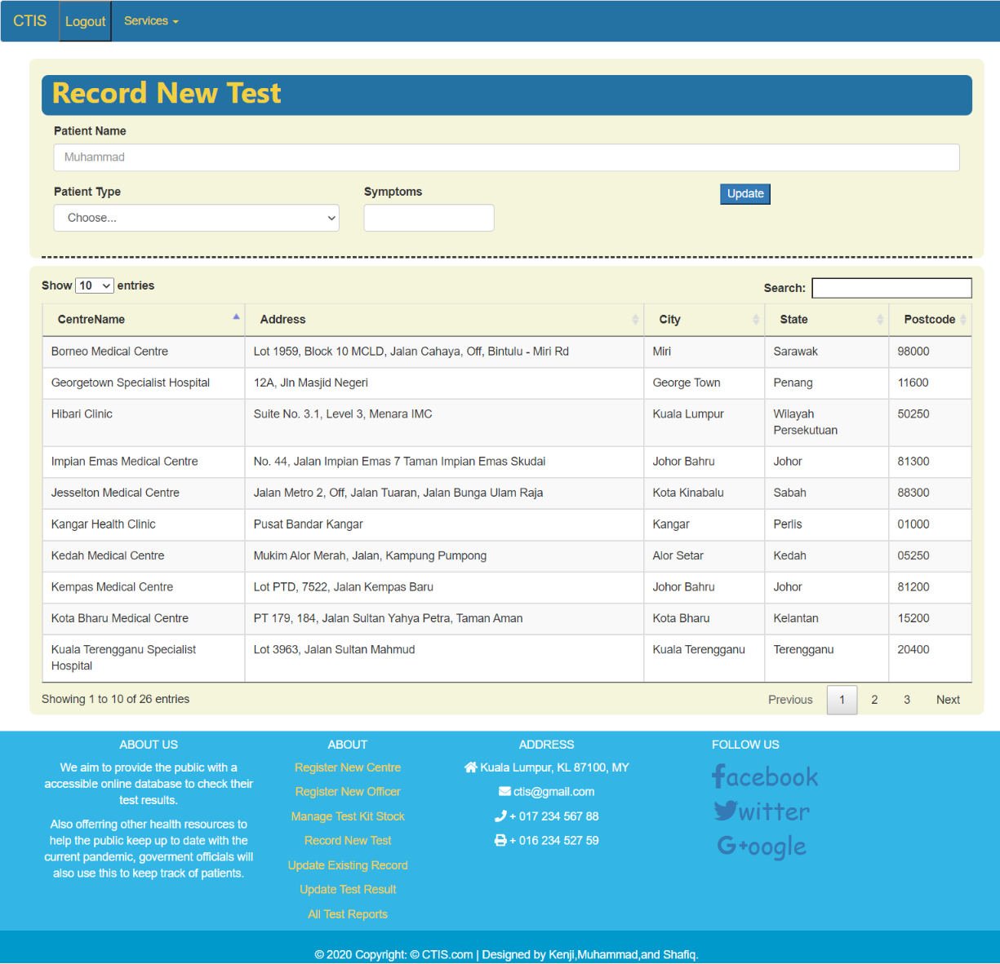 CTIS Logout Services
Record New Test
Patient Name
Muhammad
Patient Type Symptoms Update
Choose...
Show 10 entries Search:
CentreName Address City State Postcode
Borneo Medical Centre Lot 1959, Block 10 MCLD, Jalan Cahaya, Off, Bintulu - Miri Rd Miri Sarawak 98000
Georgetown Specialist Hospital 12A, Jln Masjid Negeri George Town Penang 11600
Hibari Clinic Suite No. 3.1, Level 3, Menara IMC Kuala Lumpur Wilayah 50250
Persekutuan
Impian Emas Medical Centre No. 44, Jalan Impian Emas 7 Taman Impian Emas Skudai Johor Bahru Johor 81300
Jesselton Medical Centre Jalan Metro 2, Off, Jalan Tuaran, Jalan Bunga Ulam Raja Kota Kinabalu Sabah 88300
Kangar Health Clinic Pusat Bandar Kangar Kangar Perlis 01000
Kedah Medical Centre Mukim Alor Merah, Jalan, Kampung Pumpong Alor Setar Kedah 05250
Kempas Medical Centre Lot PTD, 7522, Jalan Kempas Baru Johor Bahru Johor 81200
Kota Bharu Medical Centre PT 179, 184, Jalan Sultan Yahya Petra, Taman Aman Kota Bharu Kelantan 15200
Kuala Terengganu Specialist Lot 3963, Jalan Sultan Mahmud Kuala Terengganu Terengganu 20400
Hospital
Showing 1 to 10 of 26 entries Previous 1 2 3 Next
ABOUT US
We aim to provide the public with a
accessible online database to check their
test results.
Also offerring other health resources to
help the public keep up to date with the
current pandemic, goverment officials will
also use this to keep track of patients.
ABOUT
Register New Centre
Register New Officer
Manage Test Kit Stock
Record New Test
Update Existing Record
Update Test Result
All Test Reports
ADDRESS
Kuala Lumpur, KL 87100, MY
ctis@gmail.com
+ 017 234 567 88
+ 016 234 527 59
FOLLOW US
facebook
witter
G+oogle
© 2020 Copyright: © CTIS.com | Designed by Kenji,Muhammad,and Shafiq.